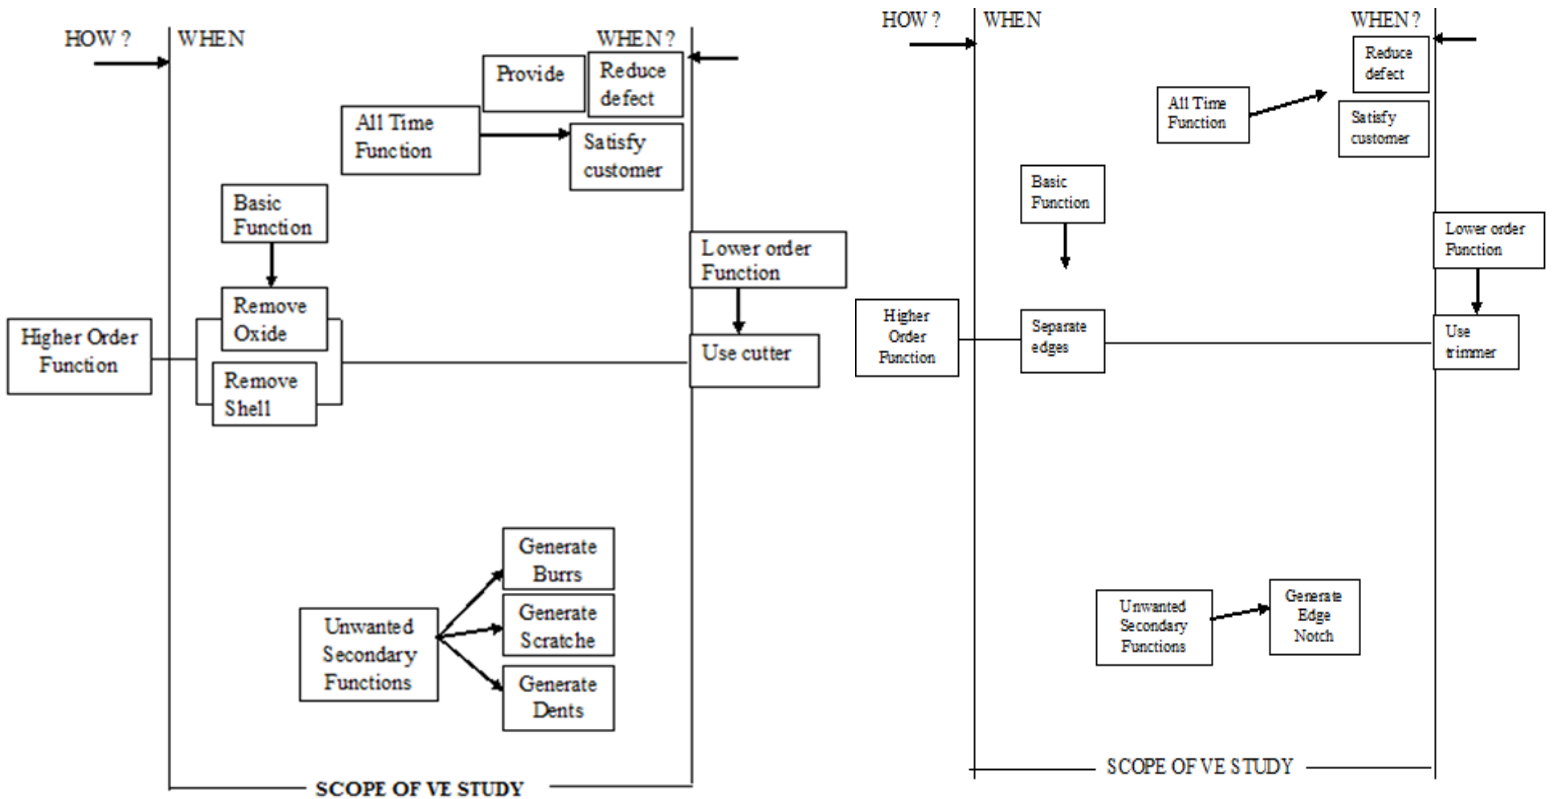 HOW ?
WHEN
WHEN?
Provide
Reduce
defect
All Time
Function
Satisfy
customer
Basic
Function
Lower order
Function
Remove
Oxide
Higher Order
Function
Use cutter
Remove
Shell
Generate
Burrs
Generate
Scratche
Unwanted
Secondary
Functions
Generate
Dents
SCOPE OF VE STUDY
HOW ?
WHEN
WHEN?
Reduce
defect
All Time
Function
Satisfy
customer
Basic
Function
Lower order
Function
Higher
Order
Function
Separate
edges
Use
trimmer
Unwanted
Secondary
Functions
Generate
Edge
Notch
SCOPE OF VE STUDY